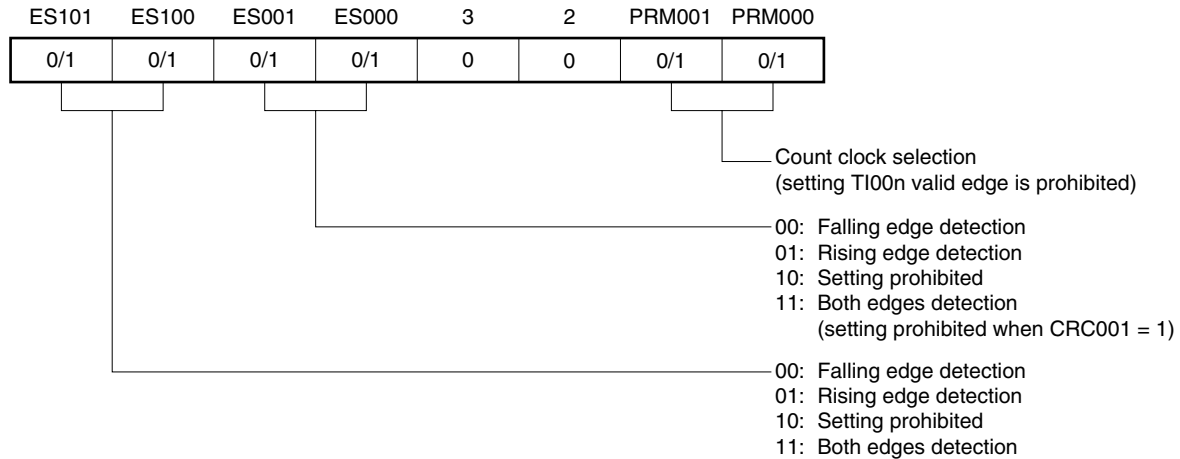 ES101 ES100 ES001 ES000 3 2 PRM001 PRM000
0/1 0/1 0/1 0/1 0 0 0/1 0/1
Count clock selection
(setting TI00n valid edge is prohibited)
00: Falling edge detection
01: Rising edge detection
10: Setting prohibited
11: Both edges detection
(setting prohibited when CRC001 = 1)
00: Falling edge detection
01: Rising edge detection
10: Setting prohibited
11: Both edges detection